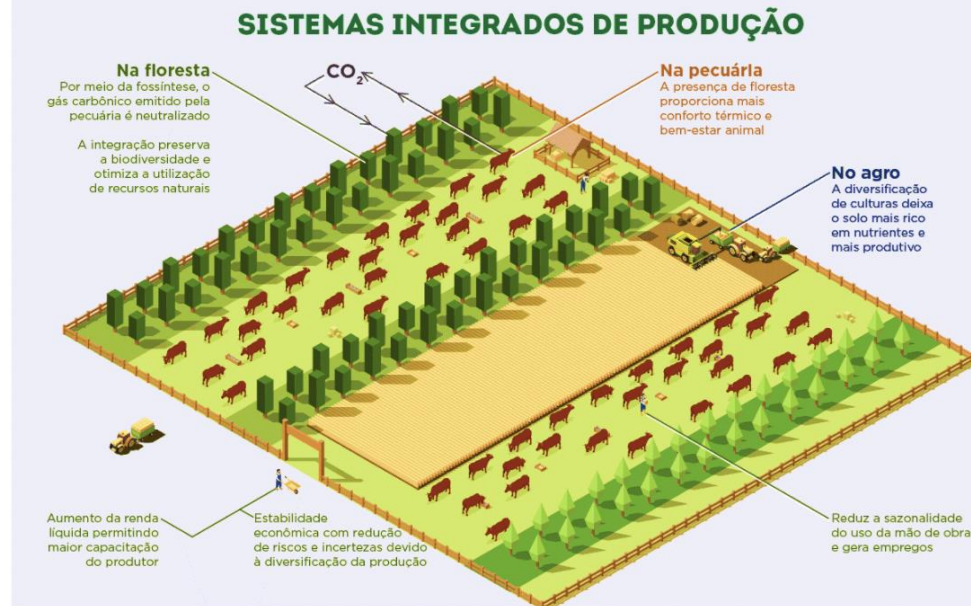 SISTEMAS INTEGRADOS DE PRODUÇÃO
Na floresta
Por meio da fossíntese, o
gás carbônico emitido pela
pecuária é neutralizado
A integração preserva
a biodiversidade e
otimiza a utilização
de recursos naturais
CO2
Na pecuária
A presença de floresta
proporciona mais
conforto térmico e
bem-estar animal
No agro
A diversificação
de culturas deixa
o solo mais rico
em nutrientes e
mais produtivo
Aumento da renda
líquida permitindo
maior capacitação
do produtor
Estabilidade
econômica com redução
de riscos e incertezas devido
à diversificação da produção
Reduz a sazonalidade
do uso da mão de obra
e gera empregos